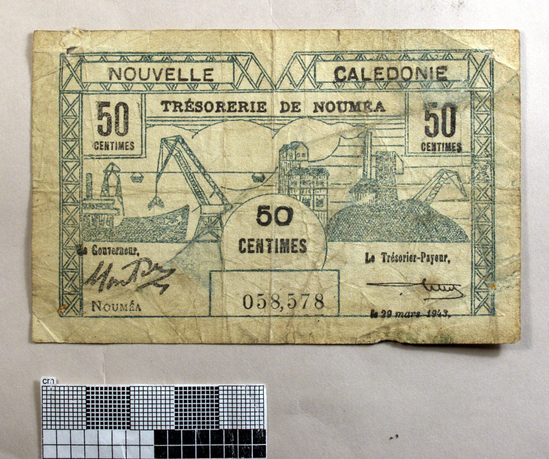 NOUVELLE CALEDONIE
TRÉSORERIE DE NOUMÉA
50 50
CENTIMES CENTIMES
50
CENTIMES
Le Gouverneur, Le Trésorier-Payeur,
NOUMÉA
058,578
le 29 mars 1943.